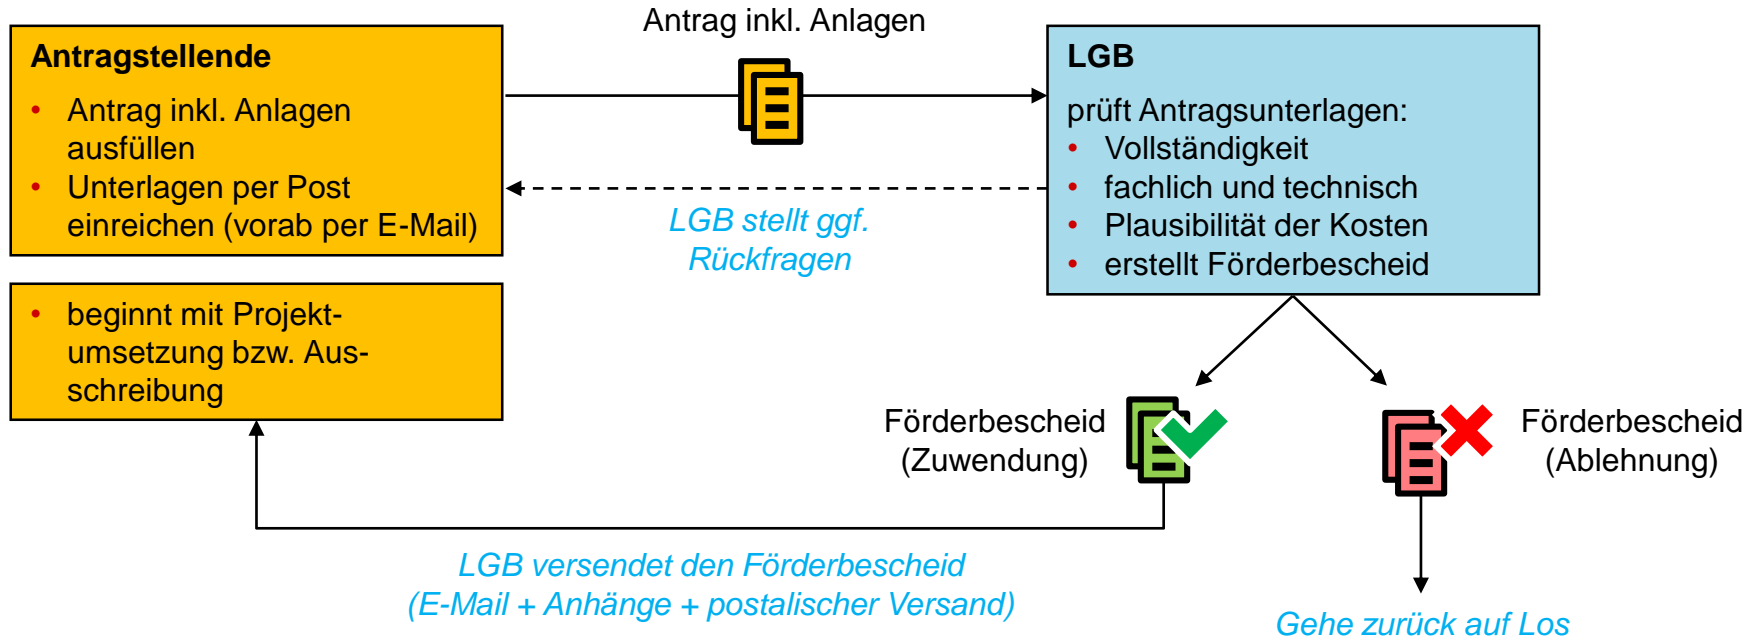 Antrag inkl. Anlagen
Antragstellende
• Antrag inkl. Anlagen
ausfüllen
• Unterlagen per Post
einreichen (vorab per E-Mail)
LGB stellt ggf.
Rückfragen
LGB
prüft Antragsunterlagen:
• Vollständigkeit
• fachlich und technisch
• Plausibilität der Kosten
• erstellt Förderbescheid
• beginnt mit Projekt-
umsetzung bzw. Aus-
schreibung
Förderbescheid
(Zuwendung)
Förderbescheid
(Ablehnung)
LGB versendet den Förderbescheid
(E-Mail + Anhänge + postalischer Versand)
Gehe zurück auf Los